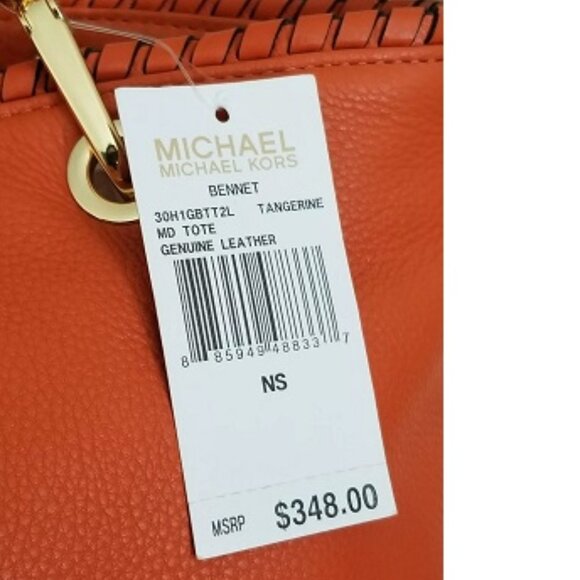 MICHAEL
MICHAEL KORS
BENNET
30H1GBTT2L TANGERINE
MD TOTE
GENUINE LEATHER
8 85949 48833 7
NS
MSRP $348.00